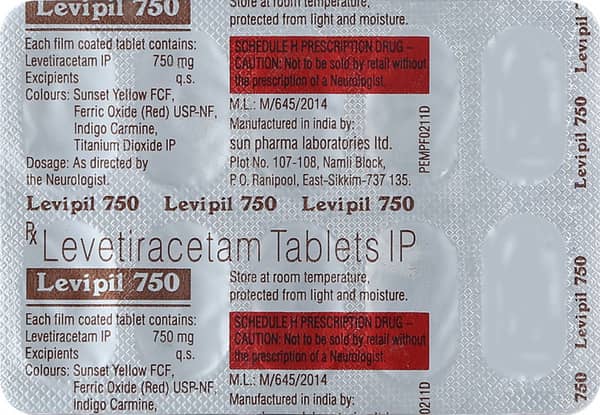 Levipil 750
Store at room temperature,
protected from light and moisture.
Each film coated tablet contains:
Levetiracetam IP 750 mg
Excipients q.s.
Colours: Sunset Yellow FCF,
Ferric Oxide (Red) USP-NF,
Indigo Carmine,
Titanium Dioxide IP
Dosage: As directed by
the Neurologist.
SCHEDULE H PRESCRIPTION DRUG –
CAUTION: Not to be sold by retail without
the prescription of a Neurologist.
M.L.: M/645/2014
Manufactured in india by:
sun pharma laboratories ltd.
Plot No. 107-108, Namli Block,
P. O. Ranipool, East-Sikkim-737 135.
PEMPF0211D
Levipil 750 Levipil 750 Levipil 750
Rx Levetiracetam Tablets IP
Levipil 750
Store at room temperature,
protected from light and moisture.
Each film coated tablet contains:
Levetiracetam IP 750 mg
Excipients q.s.
Colours: Sunset Yellow FCF,
Ferric Oxide (Red) USP-NF,
Indigo Carmine,
SCHEDULE H PRESCRIPTION DRUG –
CAUTION: Not to be sold by retail without
the prescription of a Neurologist.
M.L.: M/645/2014
Manufactured in india by:
0211D
Levipil
Levipil 750
Levipil 750
Levipil
750